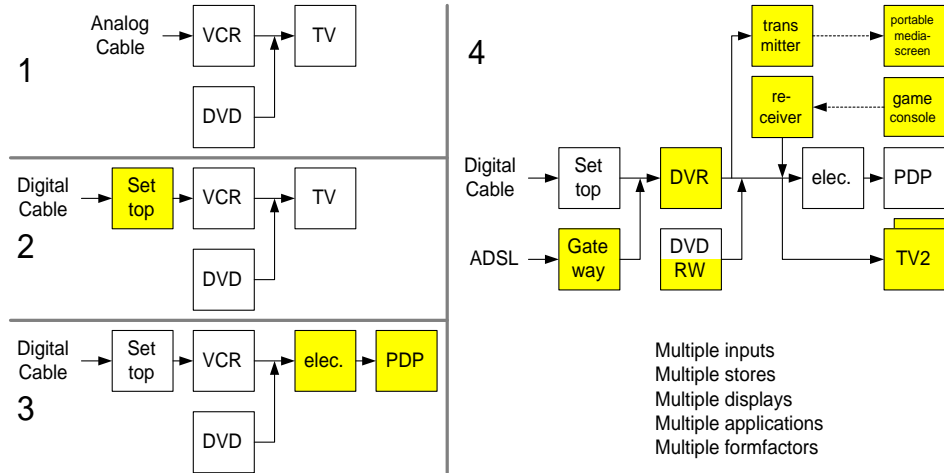 1
Analog
Cable
VCR
TV
DVD
2
Digital
Cable
Set
top
VCR
TV
DVD
3
Digital
Cable
Set
top
VCR
elec.
PDP
DVD
4
trans
mitter
portable
media-
screen
re-
ceiver
game
console
Digital
Cable
Set
top
DVR
elec.
PDP
ADSL
Gate
way
DVD
RW
TV2
Multiple inputs
Multiple stores
Multiple displays
Multiple applications
Multiple formfactors